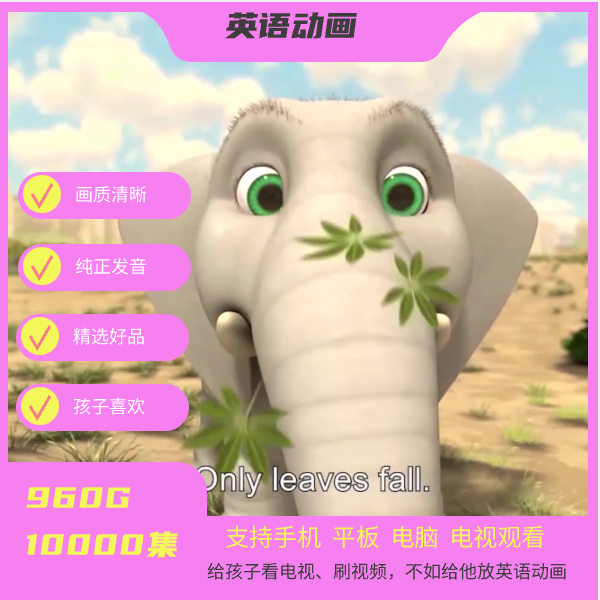 英语动画
画质清晰
纯正发音
精选好品
孩子喜欢
Only leaves fall.
960G
10000集
支持手机 平板 电脑 电视观看
给孩子看电视、刷视频，不如给他放英语动画